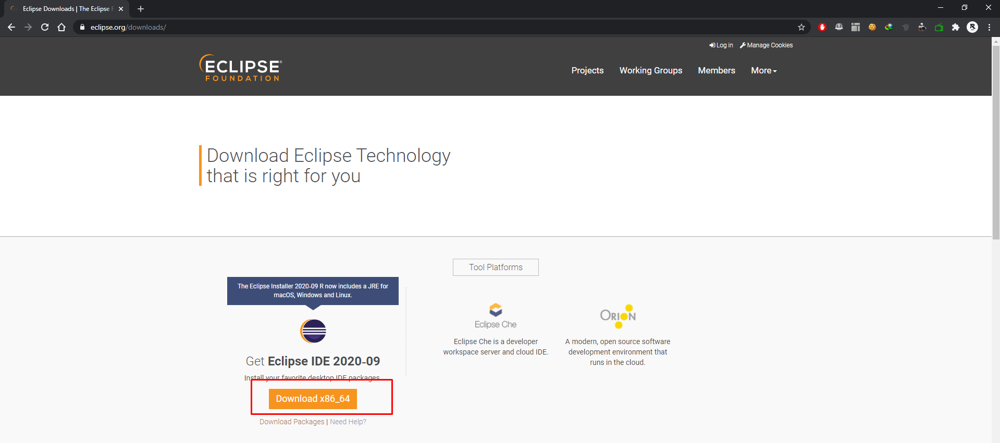 Eclipse Downloads | The Eclipse F
eclipse.org/downloads/
Log in Manage Cookies
ECLIPSE®
FOUNDATION
Projects Working Groups Members More
Download Eclipse Technology
that is right for you
Tool Platforms
The Eclipse Installer 2020-09 R now includes a JRE for
macOS, Windows and Linux.
Get Eclipse IDE 2020-09
Install your favorite desktop IDE packages.
Download x86_64
Download Packages | Need Help?
Eclipse Che
Eclipse Che is a developer
workspace server and cloud IDE.
ORION
A modern, open source software
development environment that
runs in the cloud.